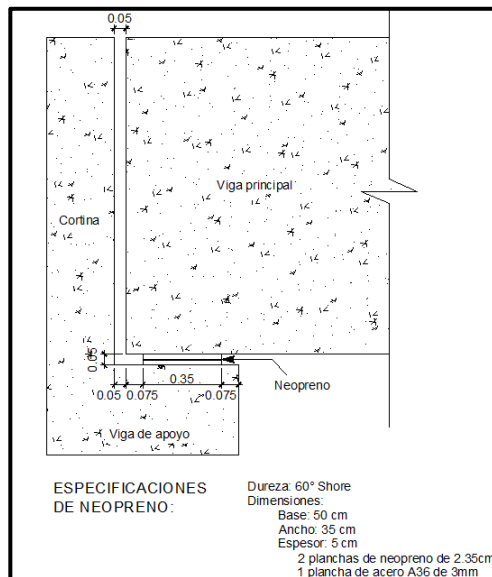 0.05
Viga principal
Cortina
0.05
0.35
Neopreno
0.05 0.075
0.075
Viga de apoyo
ESPECIFICACIONES
DE NEOPRENO:
Dureza: 60° Shore
Dimensiones:
Base: 50 cm
Ancho: 35 cm
Espesor: 5 cm
2 planchas de neopreno de 2.35cm
1 plancha de acero A36 de 3mm